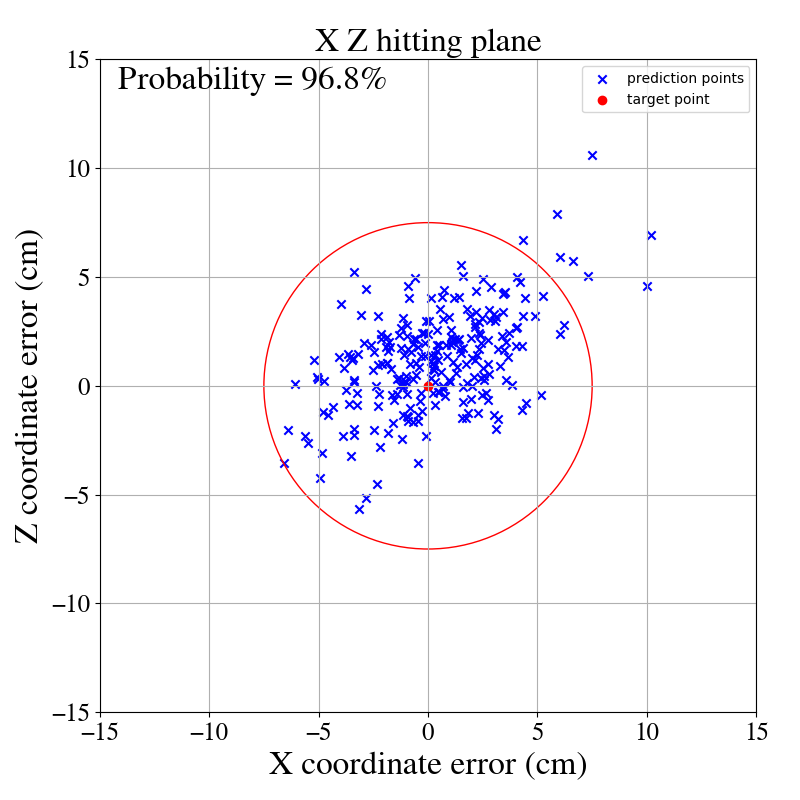 X Z hitting plane
Probability = 96.8%
prediction points
target point
Z coordinate error (cm)
15
10
5
0
−5
−10
−15
−15
−10
−5
0
5
10
15
X coordinate error (cm)